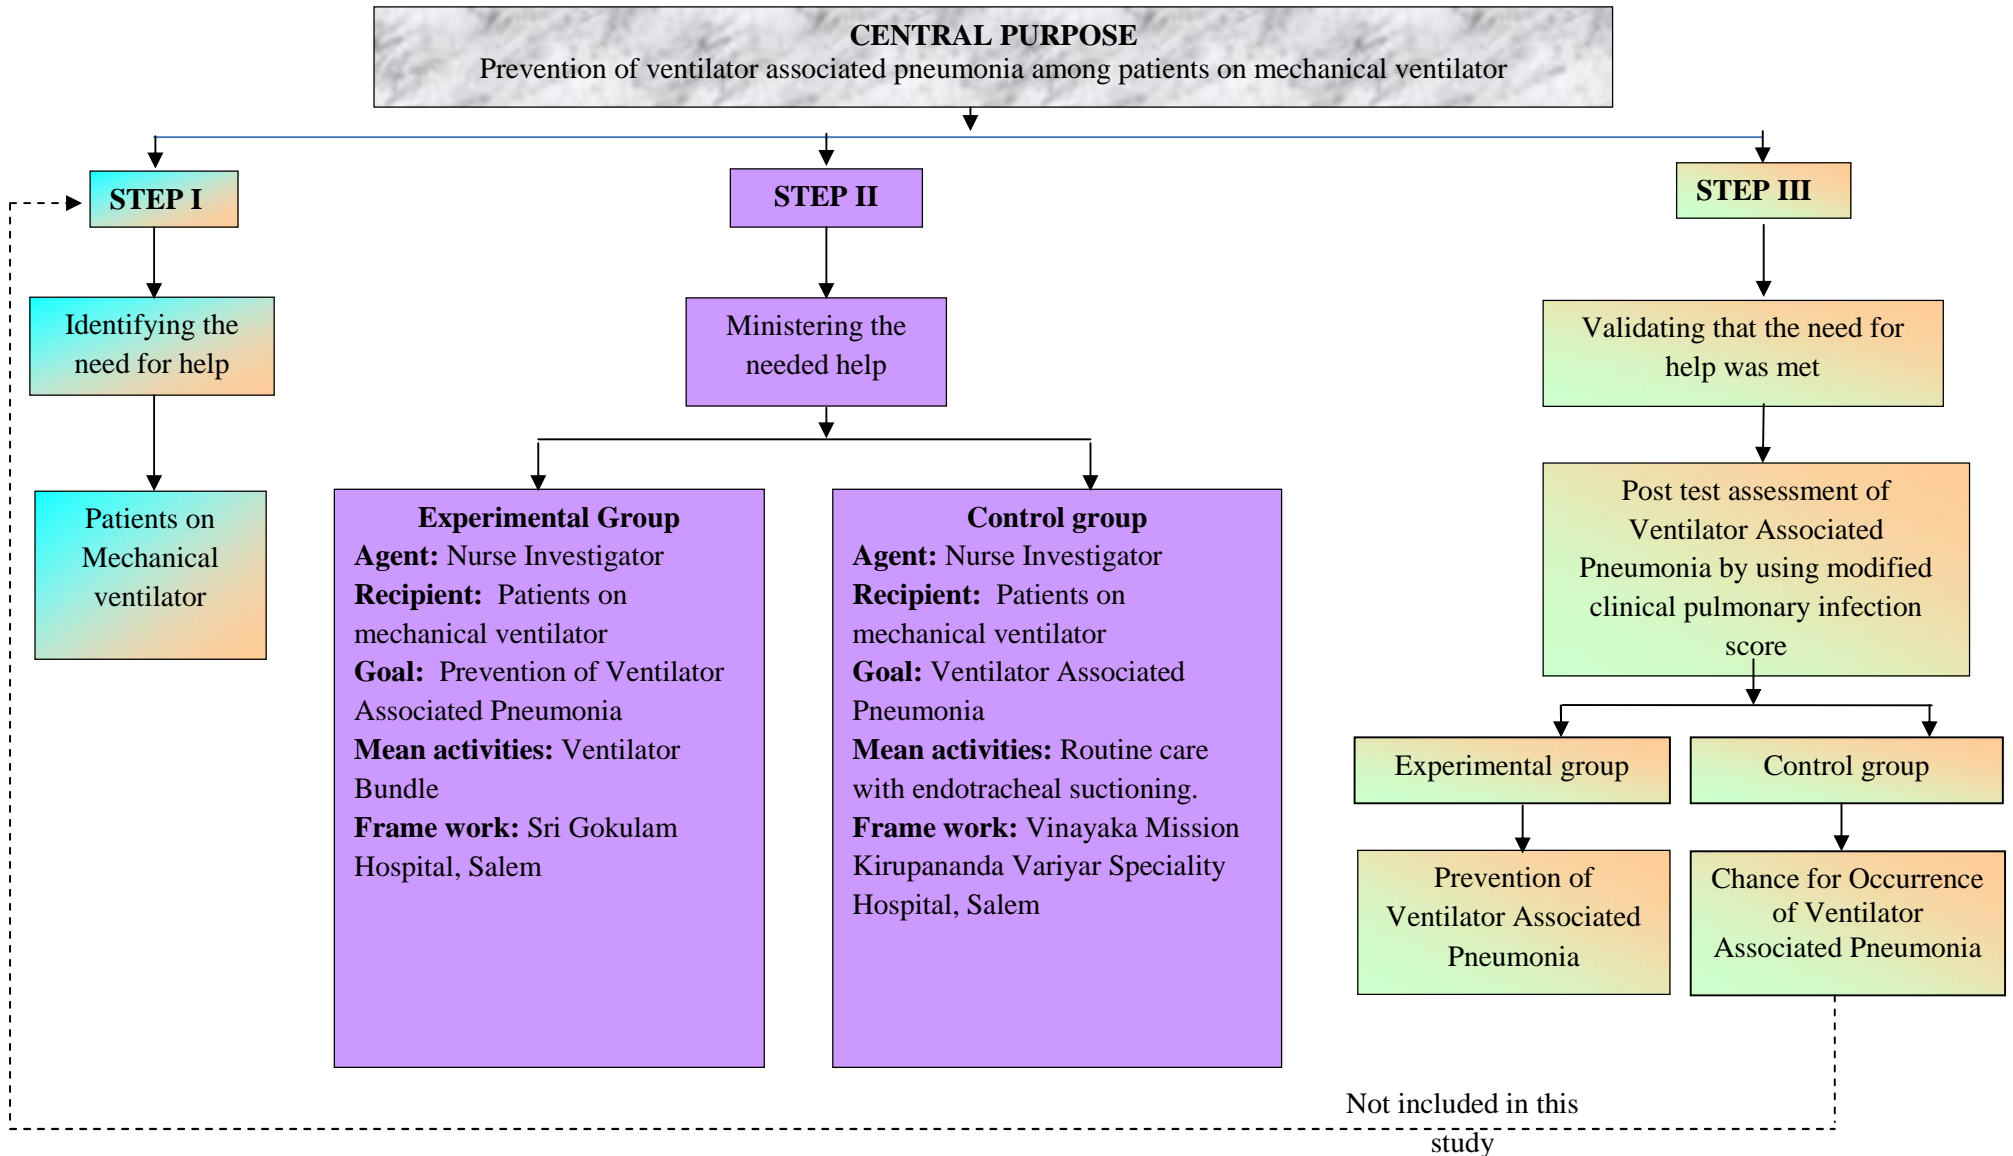 CENTRAL PURPOSE
Prevention of ventilator associated pneumonia among patients on mechanical ventilator
STEP I
STEP II
STEP III
Identifying the
need for help
Ministering the
needed help
Validating that the need for
help was met
Patients on
Mechanical
ventilator
Experimental Group
Agent: Nurse Investigator
Recipient: Patients on
mechanical ventilator
Goal: Prevention of Ventilator
Associated Pneumonia
Mean activities: Ventilator
Bundle
Frame work: Sri Gokulam
Hospital, Salem
Control group
Agent: Nurse Investigator
Recipient: Patients on
mechanical ventilator
Goal: Ventilator Associated
Pneumonia
Mean activities: Routine care
with endotracheal suctioning.
Frame work: Vinayaka Mission
Kirupananda Variyar Speciality
Hospital, Salem
Post test assessment of
Ventilator Associated
Pneumonia by using modified
clinical pulmonary infection
score
Experimental group
Control group
Prevention of
Ventilator Associated
Pneumonia
Chance for Occurrence
of Ventilator
Associated Pneumonia
Not included in this
study